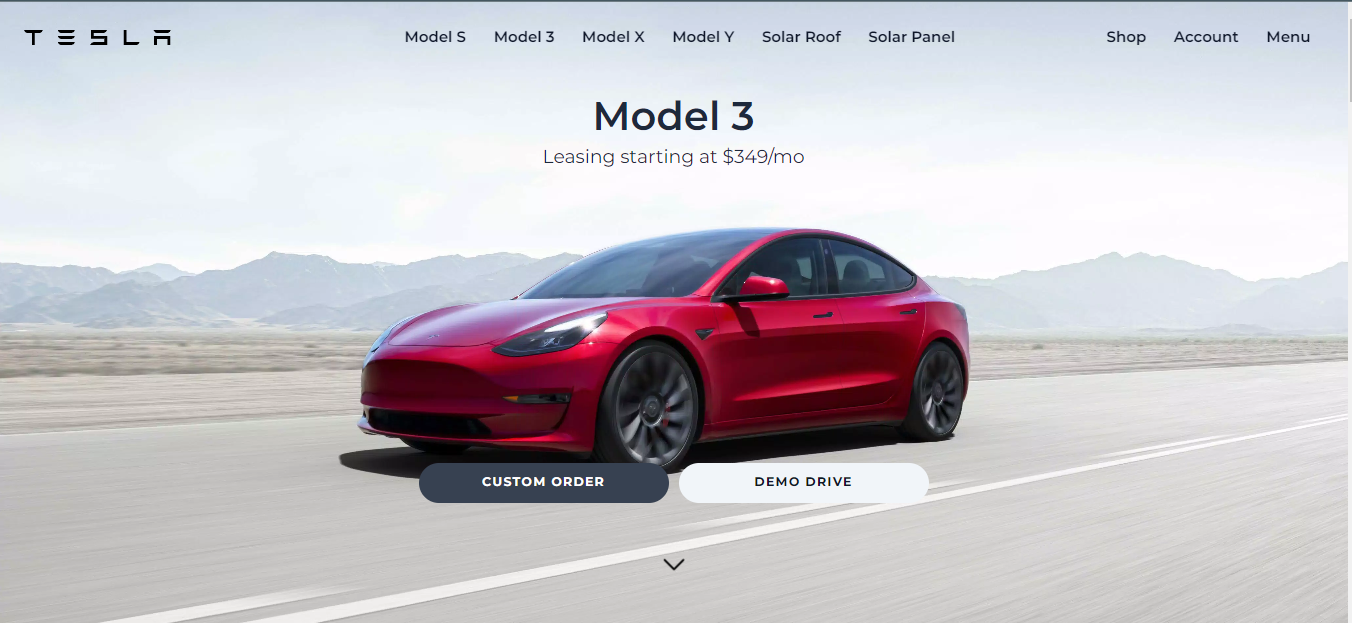 TESLA Model S Model 3 Model X Model Y Solar Roof Solar Panel Shop Account Menu
Model 3
Leasing starting at $349/mo
CUSTOM ORDER DEMO DRIVE